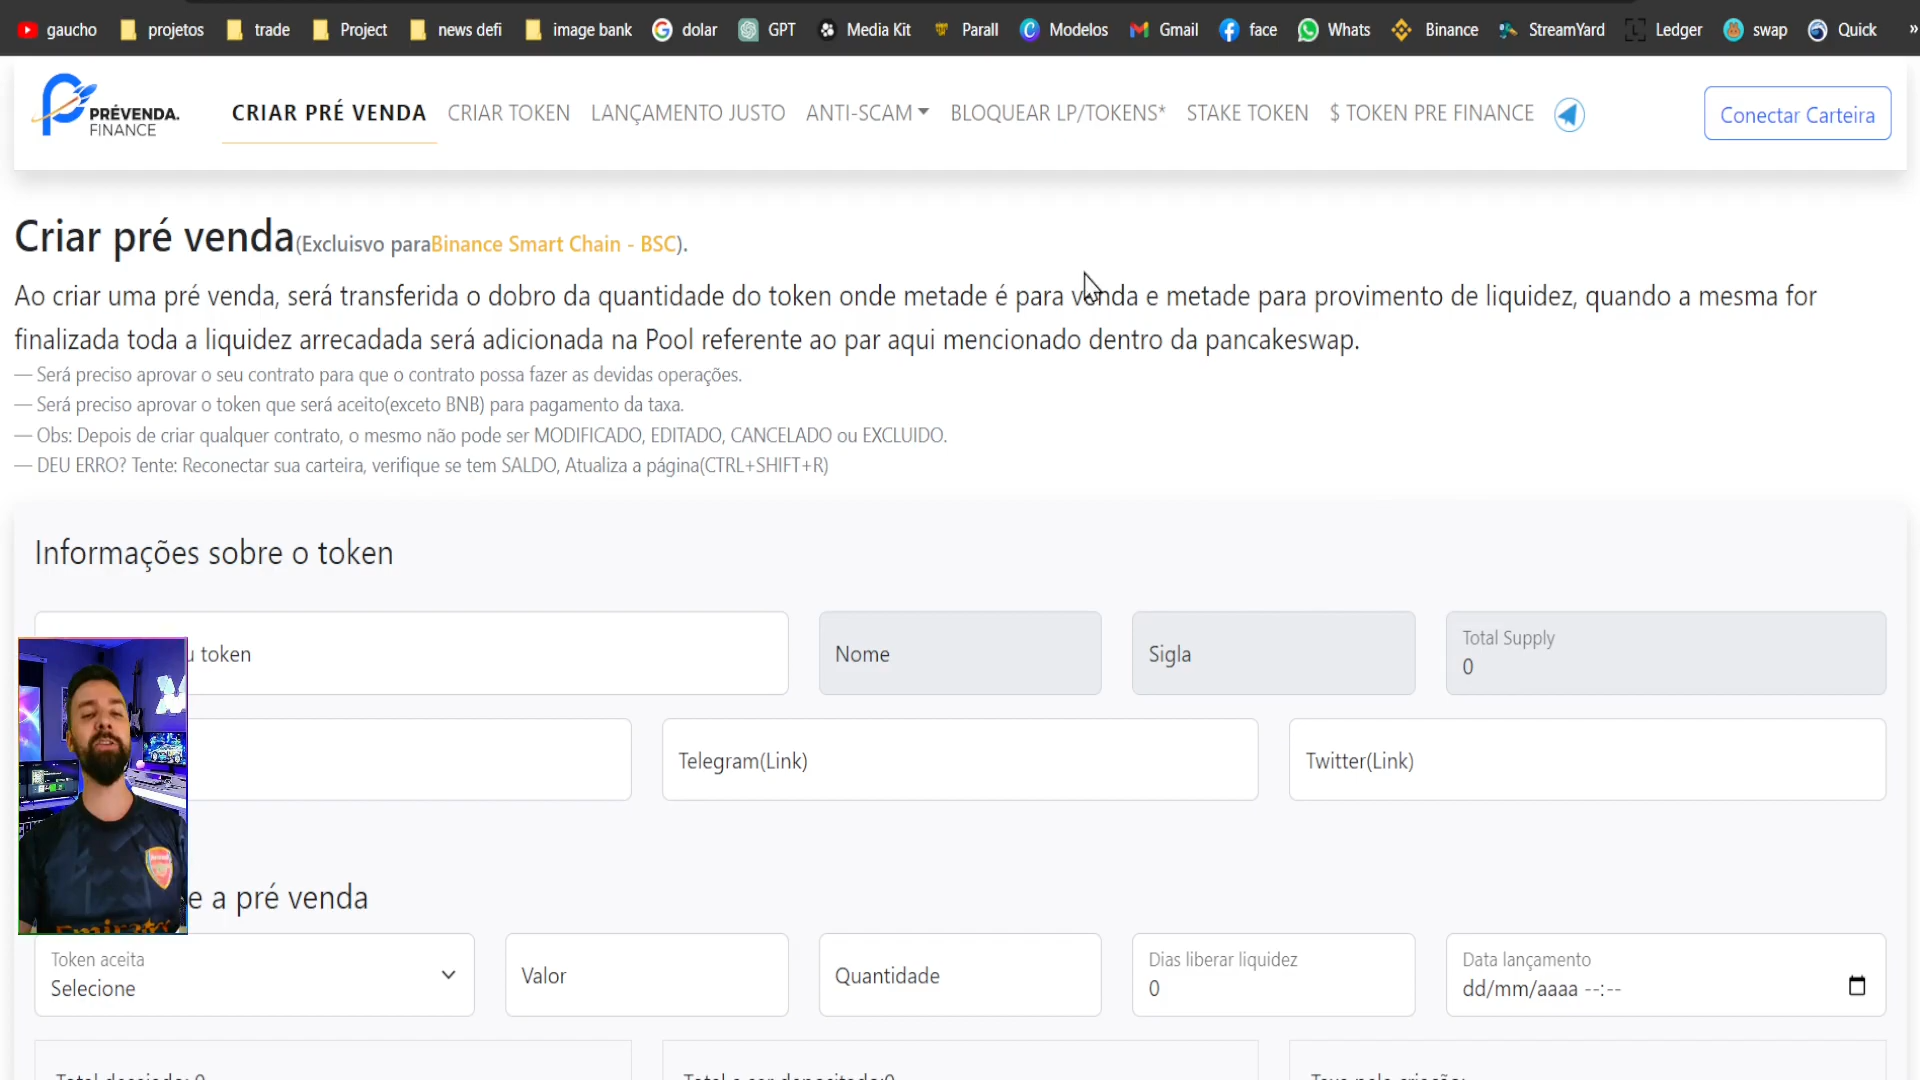 gaucho projetos trade Project news defi image bank dolar GPT Media Kit Parall Modelos Gmail face Whats Binance StreamYard Ledger swap Quick »
PRÉVENDA.
FINANCE
CRIAR PRÉ VENDA CRIAR TOKEN LANÇAMENTO JUSTO ANTI-SCAM BLOQUEAR LP/TOKENS* STAKE TOKEN $ TOKEN PRE FINANCE Conectar Carteira
Criar pré venda(Excluisvo paraBinance Smart Chain - BSC).
Ao criar uma pré venda, será transferida o dobro da quantidade do token onde metade é para venda e metade para provimento de liquidez, quando a mesma for
finalizada toda a liquidez arrecadada será adicionada na Pool referente ao par aqui mencionado dentro da pancakeswap.
— Será preciso aprovar o seu contrato para que o contrato possa fazer as devidas operações.
— Será preciso aprovar o token que será aceito(exceto BNB) para pagamento da taxa.
— Obs: Depois de criar qualquer contrato, o mesmo não pode ser MODIFICADO, EDITADO, CANCELADO ou EXCLUIDO.
— DEU ERRO? Tente: Reconectar sua carteira, verifique se tem SALDO, Atualiza a página(CTRL+SHIFT+R)
Informações sobre o token
u token Nome Sigla
Total Supply
0
Telegram(Link) Twitter(Link)
e a pré venda
Token aceita
Selecione
Valor
Quantidade
Dias liberar liquidez
0
Data lançamento
dd/mm/aaaa --:--